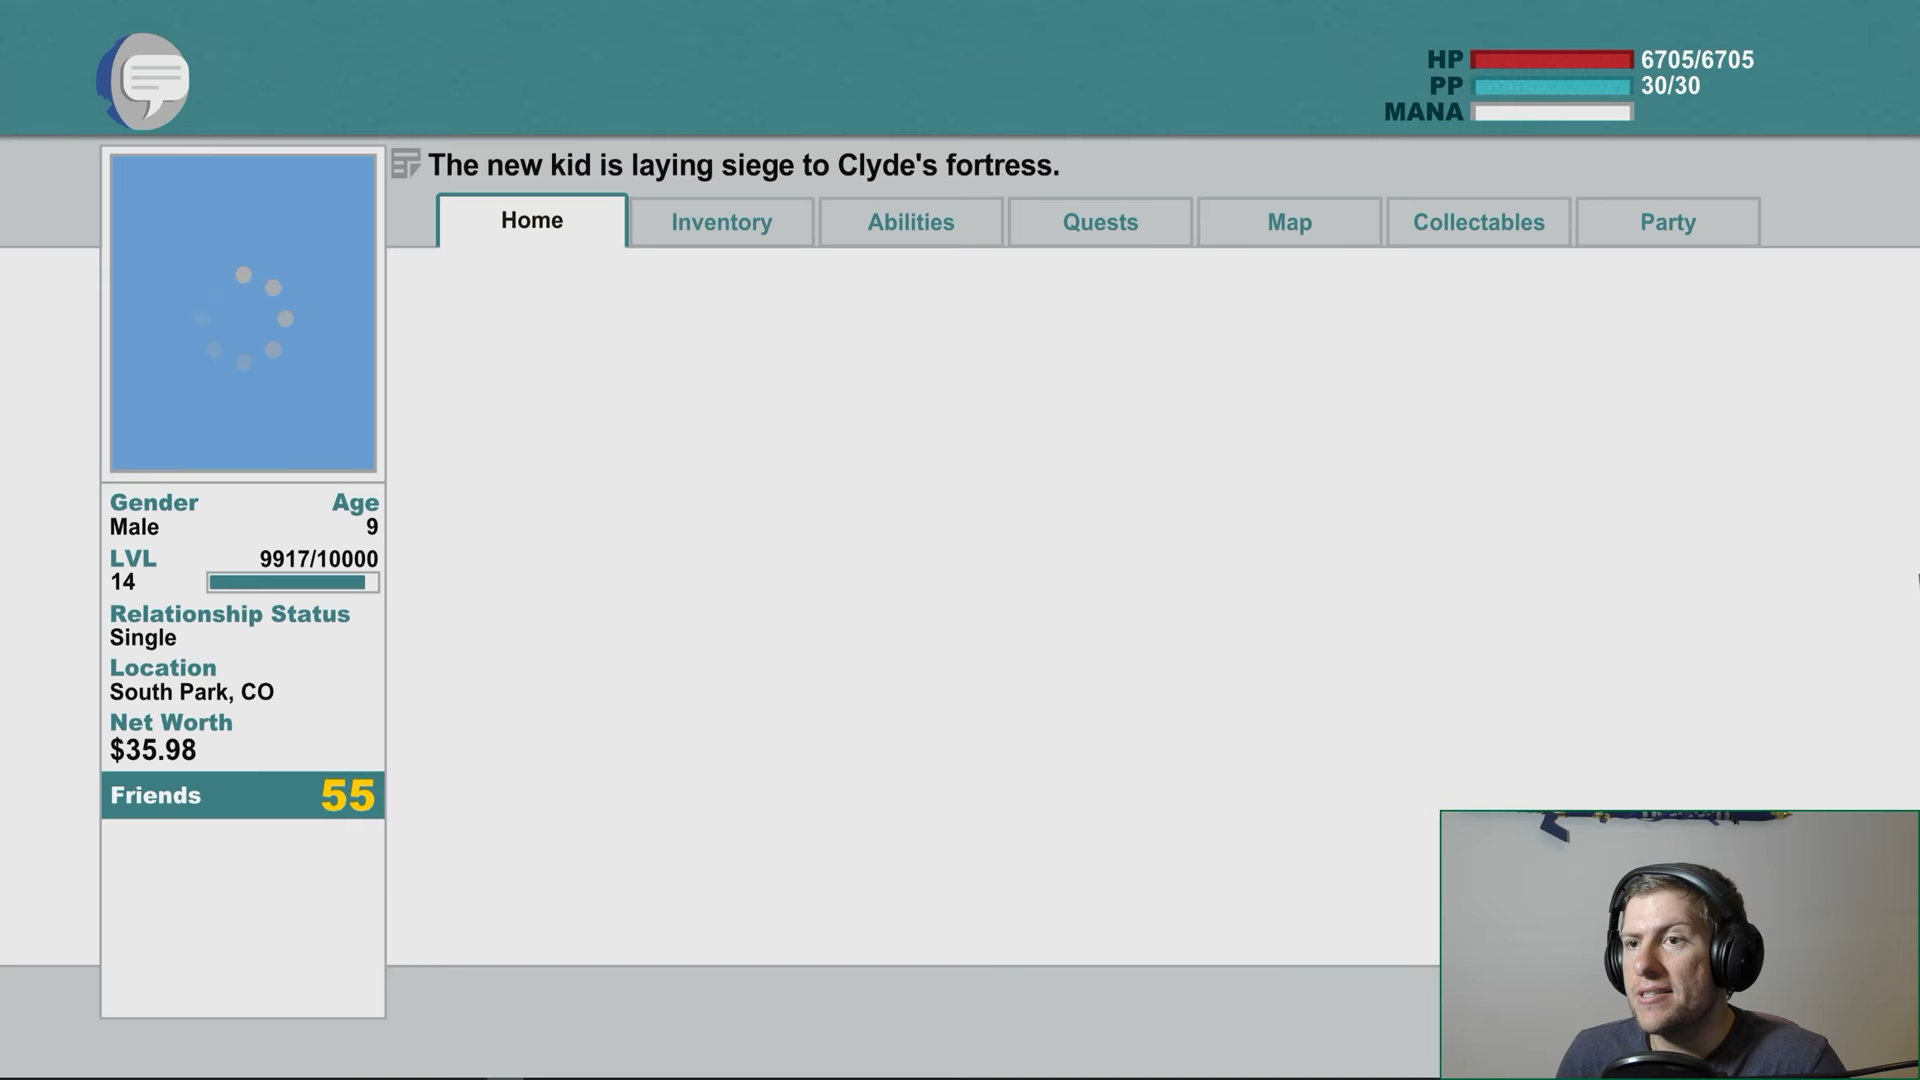 HP 6705/6705
PP 30/30
MANA
The new kid is laying siege to Clyde's fortress.
Home Inventory Abilities Quests Map Collectables Party
Gender Age
Male 9
LVL 9917/10000
14
Relationship Status
Single
Location
South Park, CO
Net Worth
$35.98
Friends 55